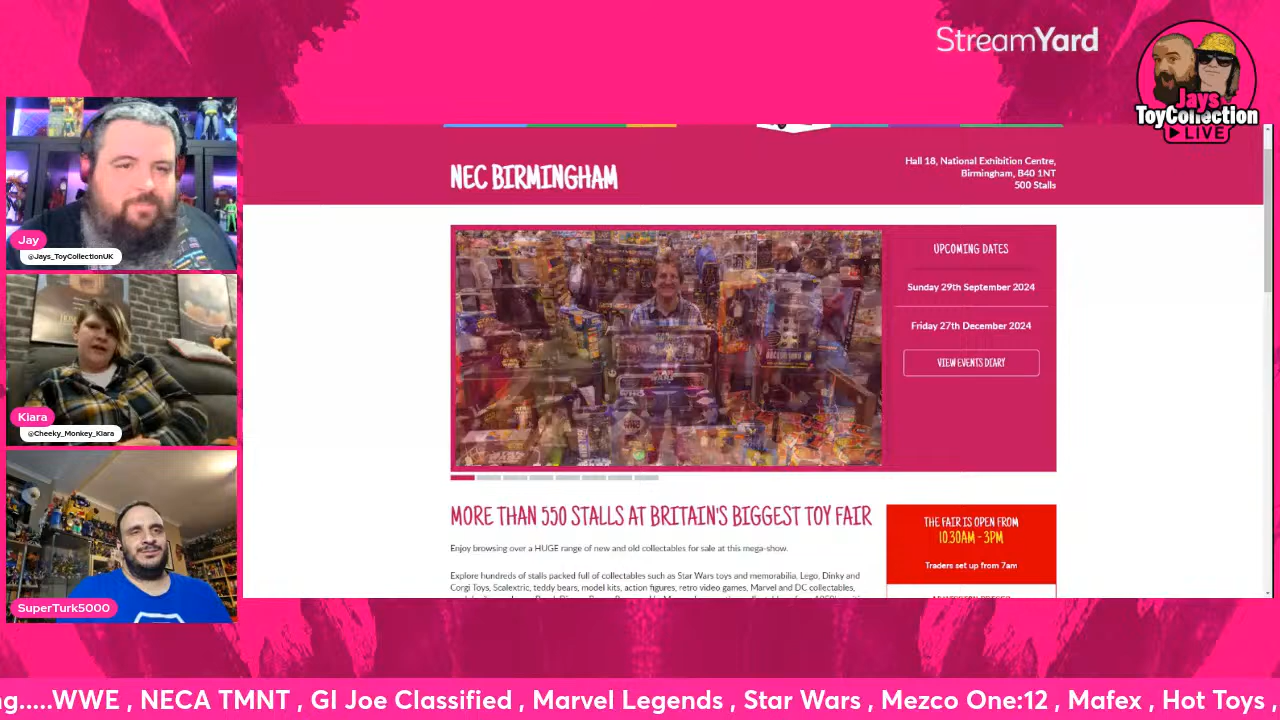 StreamYard
Jays
ToyCollection
LIVE
Jay
@Jays_ToyCollectionUK
Kiara
@Cheeky_Monkey_Kiara
SuperTurk5000
NEC BIRMINGHAM
Hall 18, National Exhibition Centre,
Birmingham, B40 1NT
500 Stalls
UPCOMING DATES
Sunday 29th September 2024
Friday 27th December 2024
VIEW EVENTS DIARY
MORE THAN 550 STALLS AT BRITAIN'S BIGGEST TOY FAIR
Enjoy browsing over a HUGE range of new and old collectables for sale at this mega-show.
Explore hundreds of stalls packed full of collectables such as Star Wars toys and memorabilia, Lego, Dinky and
Corgi Toys, Scalextric, teddy bears, model kits, action figures, retro video games, Marvel and DC collectables,
THE FAIR IS OPEN FROM
10.30AM - 3PM
Traders set up from 7am
g.....WWE , NECA TMNT , GI Joe Classified , Marvel Legends , Star Wars , Mezco One:12 , Mafex , Hot Toys ,